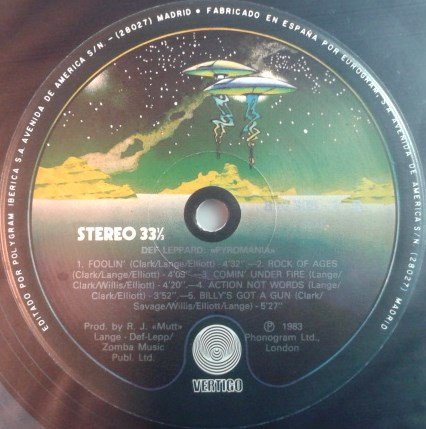 EDITADO POR POLYGRAM IBERICA S.A. AVENIDA DE AMERICA S/N. - (28027) MADRID • FABRICADO EN ESPAÑA POR EUROGRAM, S.A. AVENIDA DE AMERICA S/N. (28027) MADRID
STEREO 33⅓
DEF LEPPARD: «PYROMANIA»
1. FOOLIN' (Clark/Lange/Elliott) - 4'32''—2. ROCK OF AGES
(Clark/Lange/Elliott) - 4'09''—3. COMIN' UNDER FIRE (Lange/
Clark/Willis/Elliott) - 4'20''.—4. ACTION NOT WORDS (Lange/
Clark/Elliott) - 3'52''.—5. BILLY'S GOT A GUN (Clark/
Savage/Willis/Elliott/Lange) - 5'27''
Prod. by R. J. «Mutt»
Lange - Def-Lepp/
Zomba Music
Publ. Ltd.
℗ 1983
Phonogram Ltd.,
London
VERTIGO